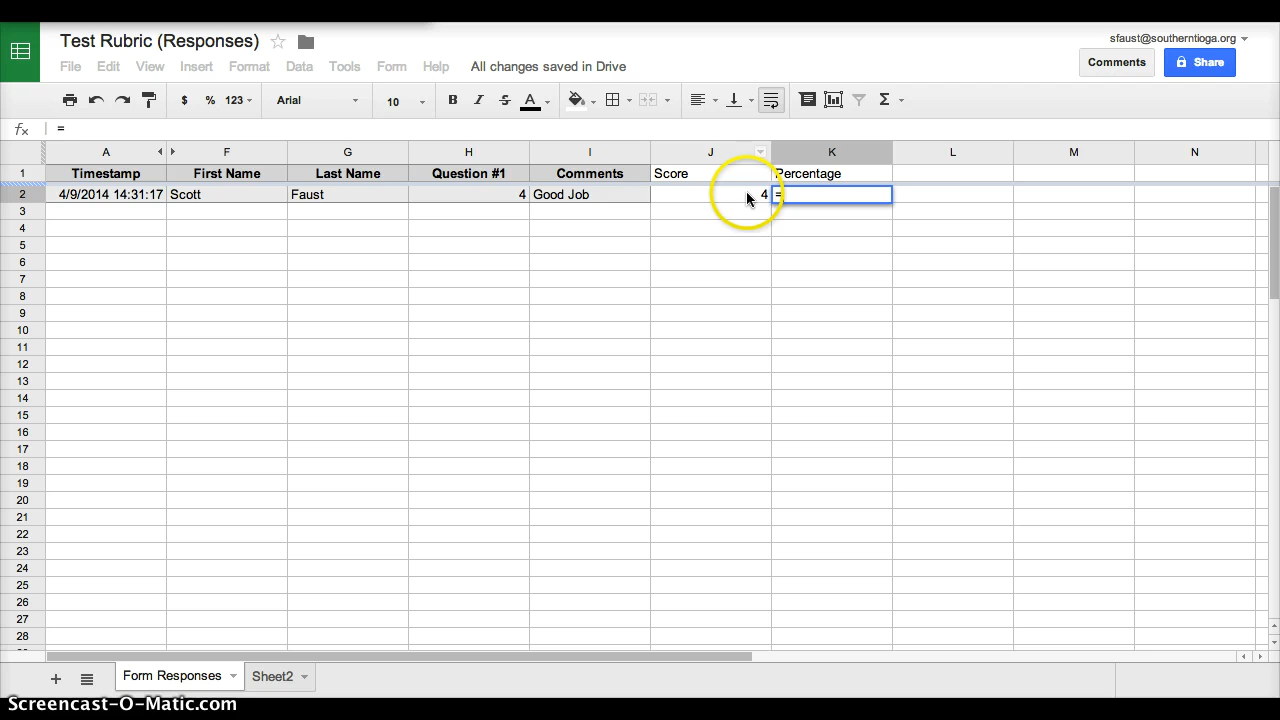 Test Rubric (Responses)
sfaust@southerntioga.org
File Edit View Insert Format Data Tools Form Help All changes saved in Drive
Comments Share
$ % 123 Arial 10 B I S A Σ
fx =
A F G H I J K L M N
1 Timestamp First Name Last Name Question #1 Comments Score Percentage
2 4/9/2014 14:31:17 Scott Faust 4 Good Job 4 =
3
4
5
6
7
8
9
10
11
12
13
14
15
16
17
18
19
20
21
22
23
24
25
26
27
28
+ Form Responses Sheet2
Screencast-O-Matic.com